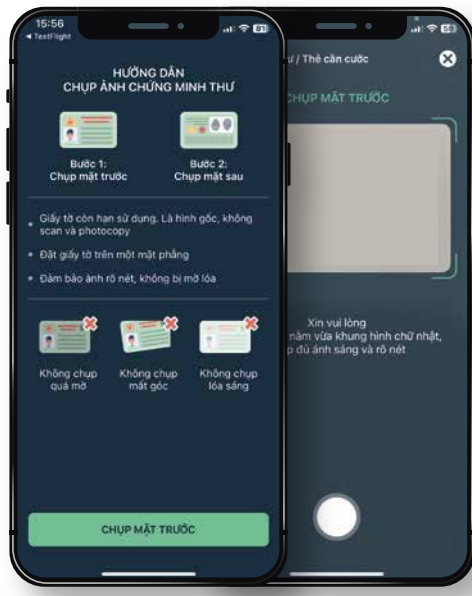 15:56
TestFlight
81
HƯỚNG DẪN
CHỤP ẢNH CHỨNG MINH THƯ
Bước 1:
Chụp mặt trước
Bước 2:
Chụp mặt sau
Giấy tờ còn hạn sử dụng. Là hình gốc, không
scan và photocopy
Đặt giấy tờ trên một mặt phẳng
Đảm bảo ảnh rõ nét, không bị mờ lóa
Không chụp
quá mờ
Không chụp
mất góc
Không chụp
lóa sáng
CHỤP MẶT TRƯỚC
/ Thẻ căn cước
CHỤP MẶT TRƯỚC
Xin vui lòng
nằm vừa khung hình chữ nhật,
đủ ánh sáng và rõ nét